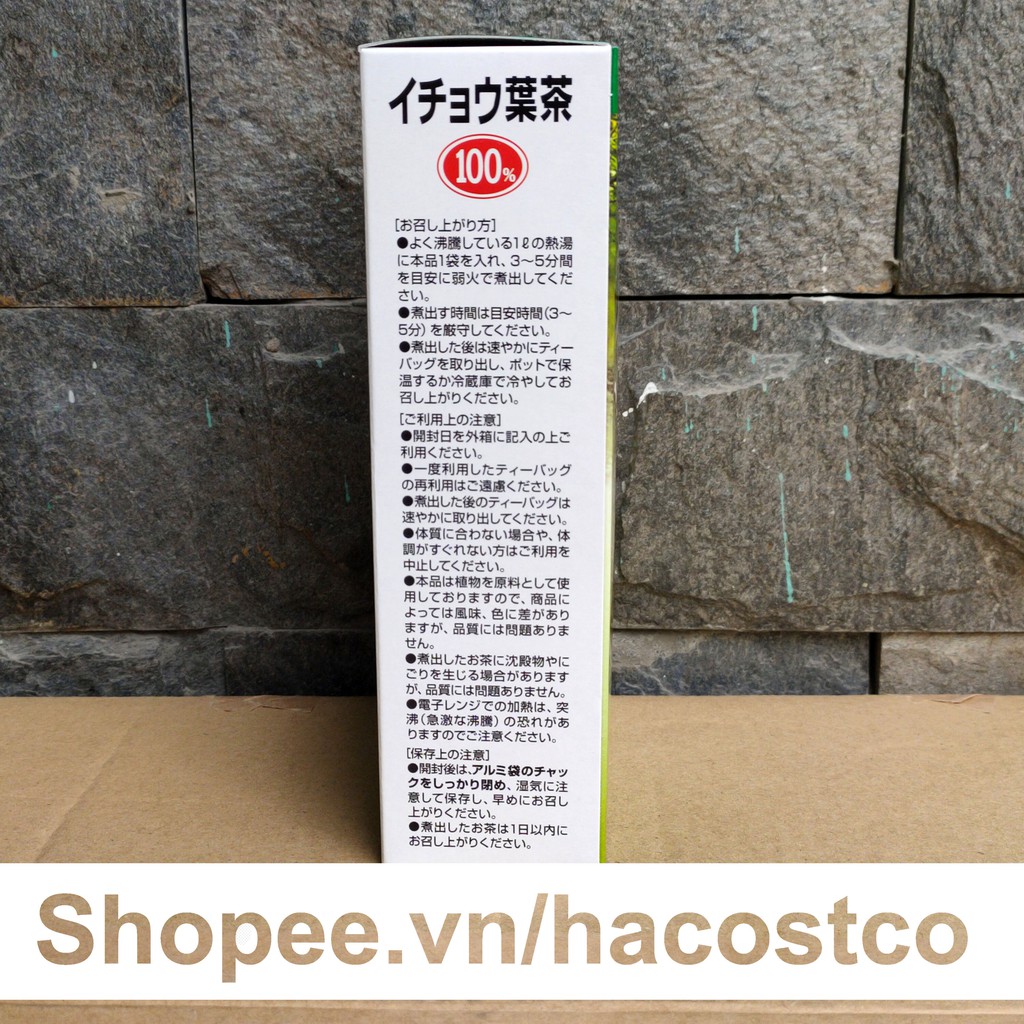 イチョウ葉茶
100%
[お召し上がり方]
●よく沸騰している1ℓの熱湯
に本品1袋を入れ、3〜5分間
を目安に弱火で煮出してくだ
さい。
●煮出す時間は目安時間(3〜
5分)を厳守してください。
●煮出した後は速やかにティー
バッグを取り出し、ポットで保
温するか冷蔵庫で冷やしてお
召し上がりください。
[ご利用上の注意]
●開封日を外箱に記入の上ご
利用ください。
●一度利用したティーバッグ
の再利用はご遠慮ください。
●煮出した後のティーバッグは
速やかに取り出してください。
●体質に合わない場合や、体
調がすぐれない方はご利用を
中止してください。
●本品は植物を原料として使
用しておりますので、商品に
よっては風味、色に差があり
ますが、品質には問題ありま
せん。
●煮出したお茶に沈殿物やに
ごりを生じる場合があります
が、品質には問題ありません。
●電子レンジでの加熱は、突
沸(急激な沸騰)の恐れがあ
りますのでご注意ください。
[保存上の注意]
●開封後は、アルミ袋のチャッ
クをしっかり閉め、湿気に注
意して保存し、早めにお召し
上がりください。
●煮出したお茶は1日以内に
お召し上がりください。
Shopee.vn/hacostco